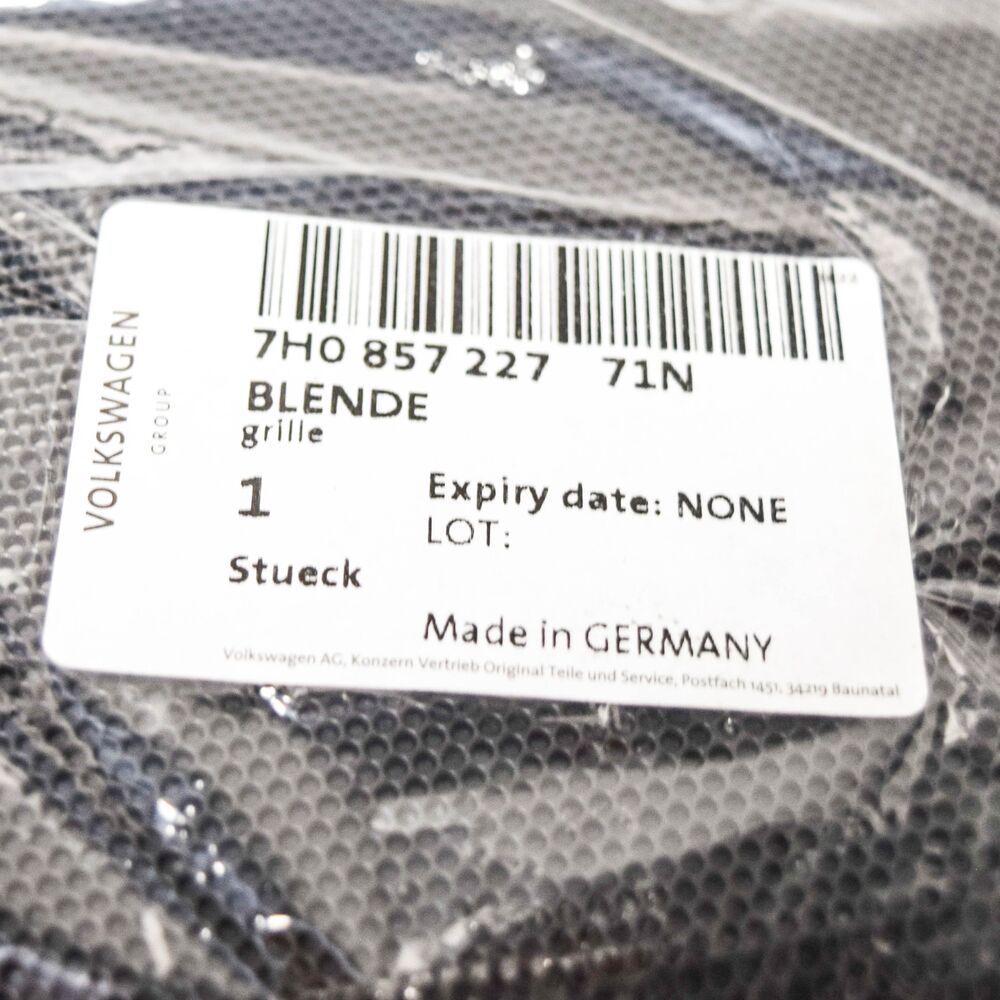 7H0 857 227 71N
BLENDE
grille
1
Expiry date: NONE
LOT:
Stueck
Made in GERMANY
Volkswagen AG, Konzern Vertrieb Original Teile und Service, Postfach 1451, 34219 Baunatal
VOLKSWAGEN
GROUP